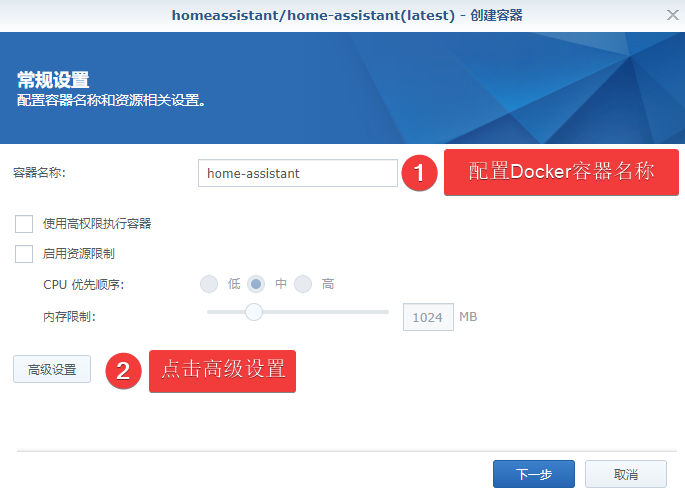 homeassistant/home-assistant(latest) - 创建容器
常规设置
配置容器名称和资源相关设置。
容器名称:
home-assistant
1
配置Docker容器名称
使用高权限执行容器
启用资源限制
CPU 优先顺序:
低
中
高
内存限制:
1024
MB
高级设置
2
点击高级设置
下一步
取消